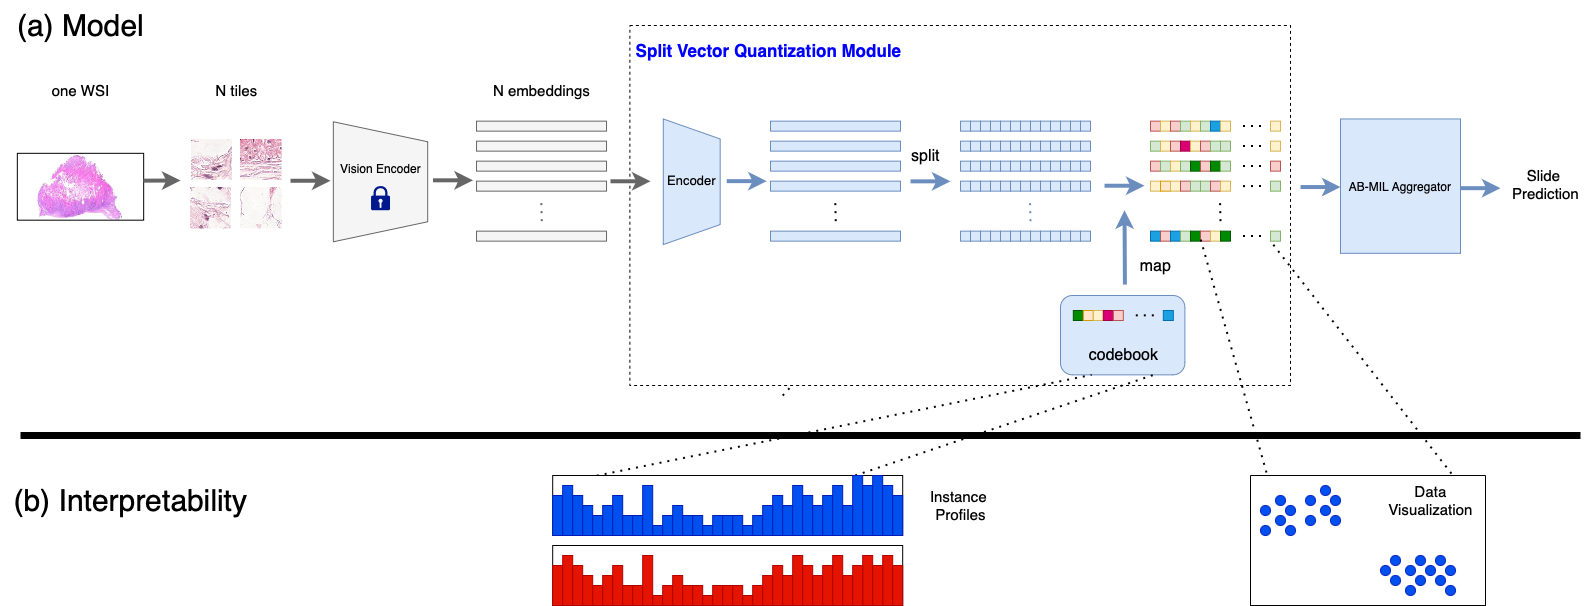 (a) Model
Split Vector Quantization Module
one WSI
N tiles
N embeddings
Vision Encoder
Encoder
split
map
codebook
AB-MIL Aggregator
Slide
Prediction
(b) Interpretability
Instance
Profiles
Data
Visualization